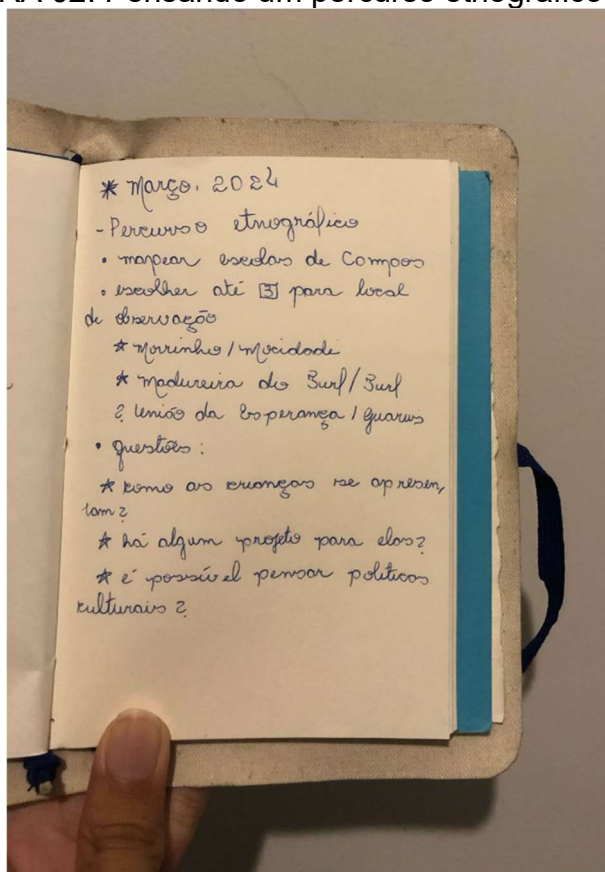 * Março. 2024
- Percurso etnográfico
• mapear escolas de Campos
• escolher até 3 para local
de observação
* Morrinho / Mocidade
* Madureira do Turf / Turf
? União da Esperança / Guarus
• questões:
* como as crianças se apresen,
tam?
* há algum projeto para elas?
* é possível pensar políticas
culturais?